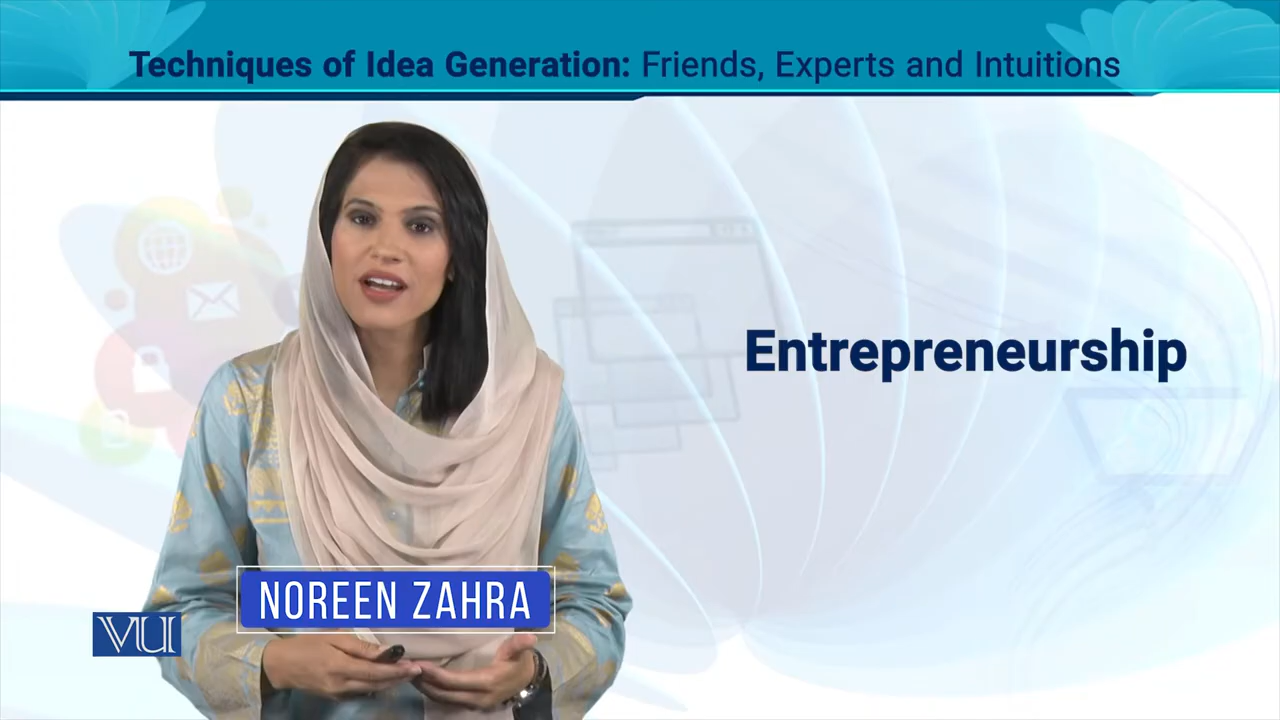 Techniques of Idea Generation: Friends, Experts and Intuitions
Entrepreneurship
NOREEN ZAHRA
VU